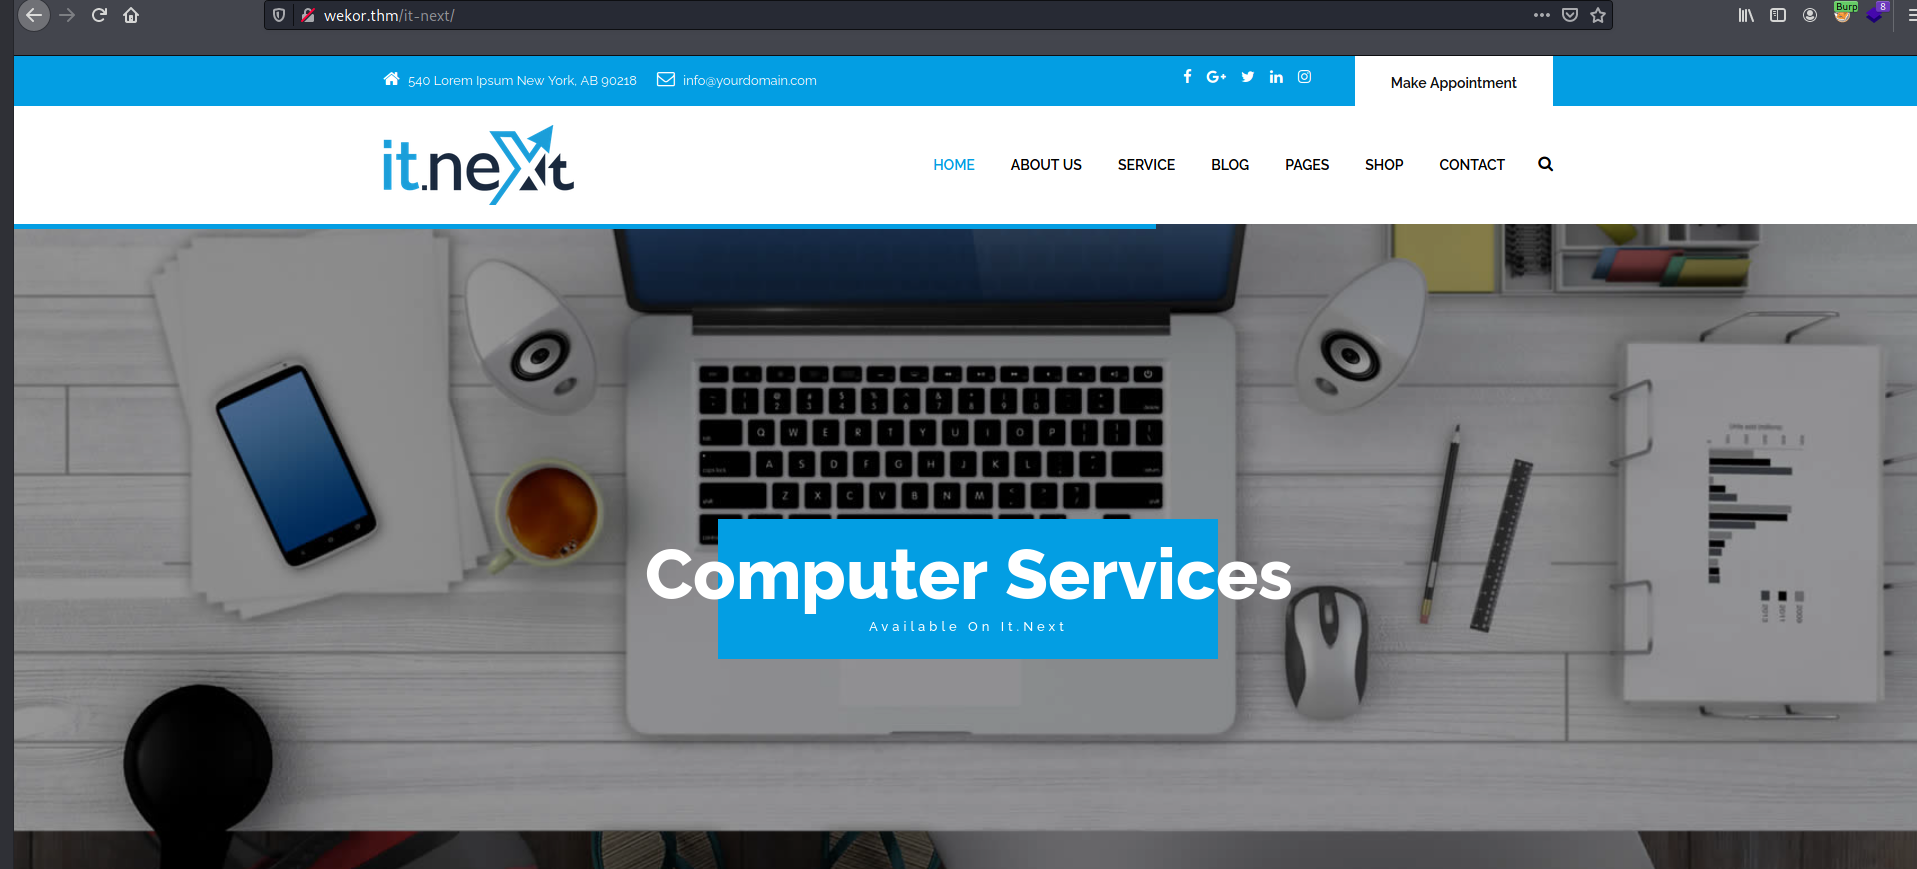 wekor.thm/it-next/
Burp
8
540 Lorem Ipsum New York, AB 90218
info@yourdomain.com
Make Appointment
it.next
HOME
ABOUT US
SERVICE
BLOG
PAGES
SHOP
CONTACT
Q W E R T Y U I O P
A S D F G H J K L
Z X C V B N M
Computer Services
Available On It.Next